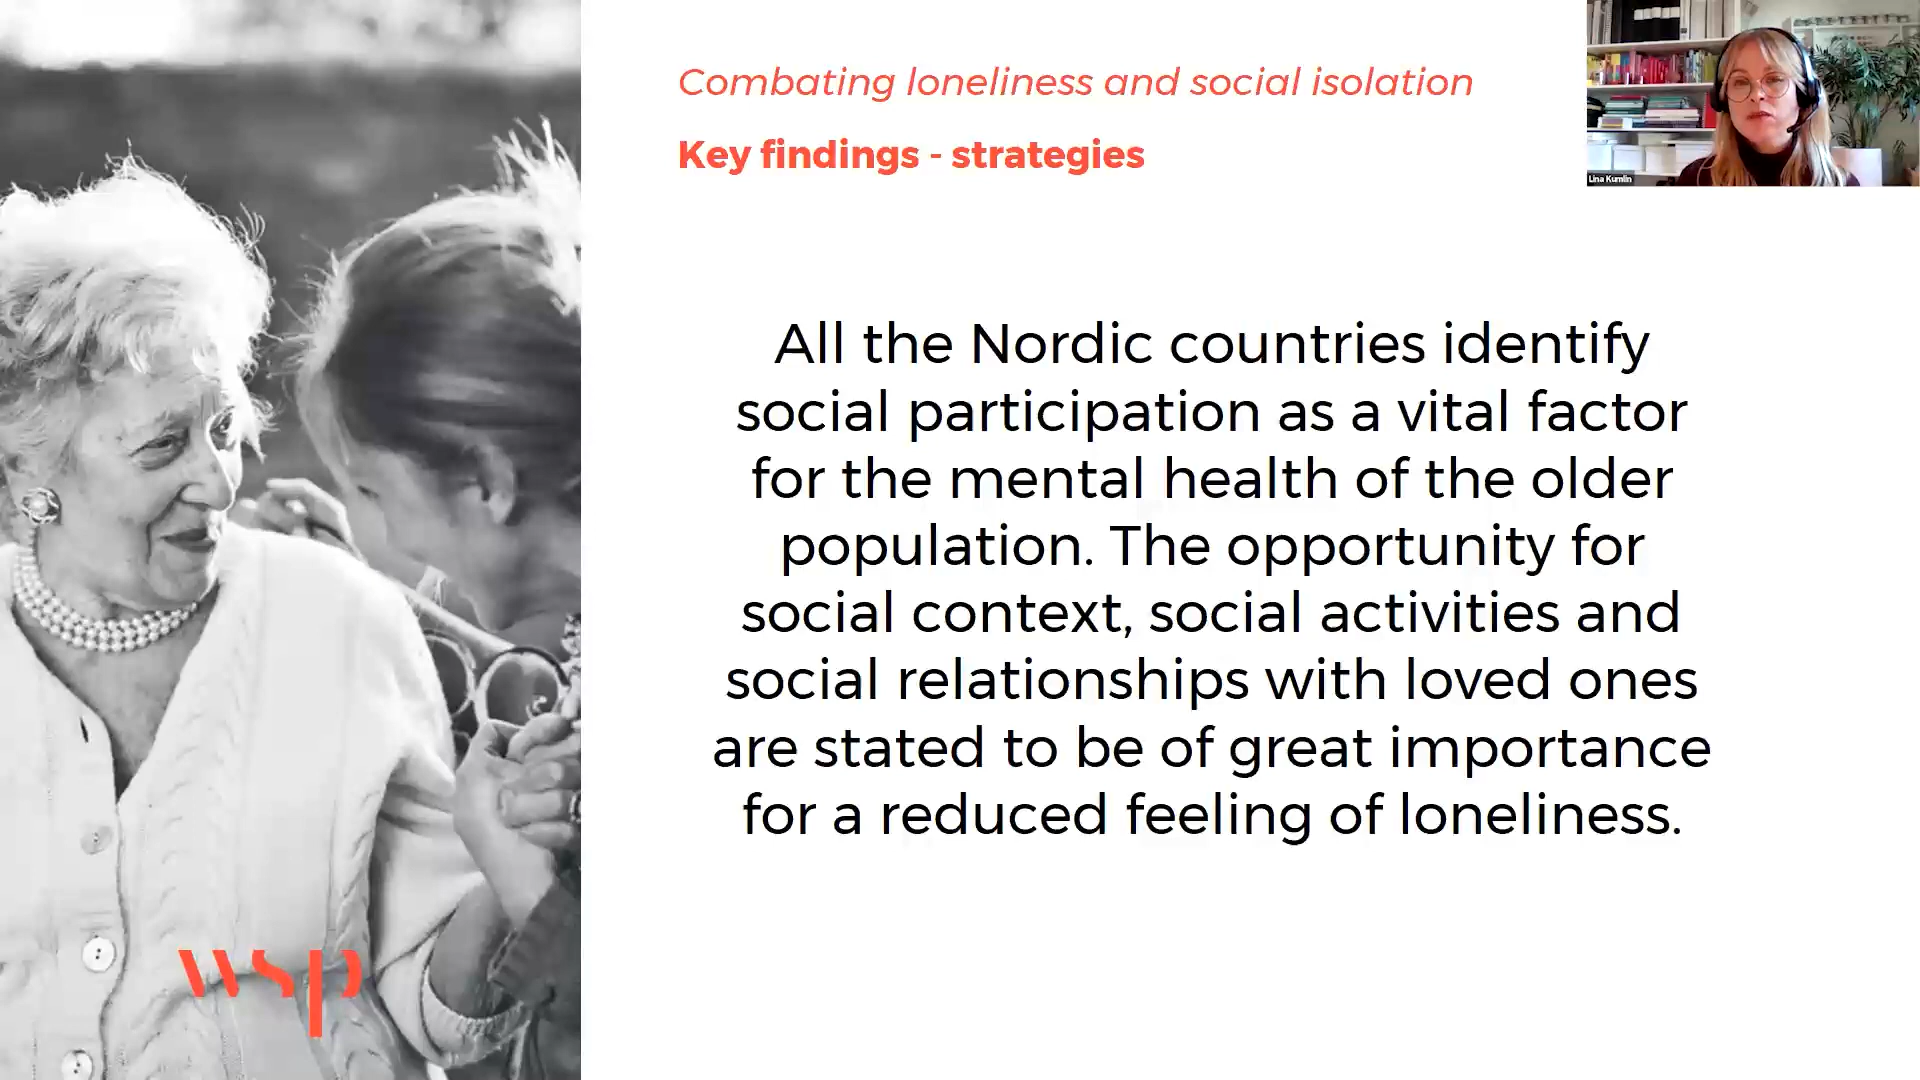 Combating loneliness and social isolation
Key findings - strategies
Lina Kumlin
All the Nordic countries identify
social participation as a vital factor
for the mental health of the older
population. The opportunity for
social context, social activities and
social relationships with loved ones
are stated to be of great importance
for a reduced feeling of loneliness.
wsp